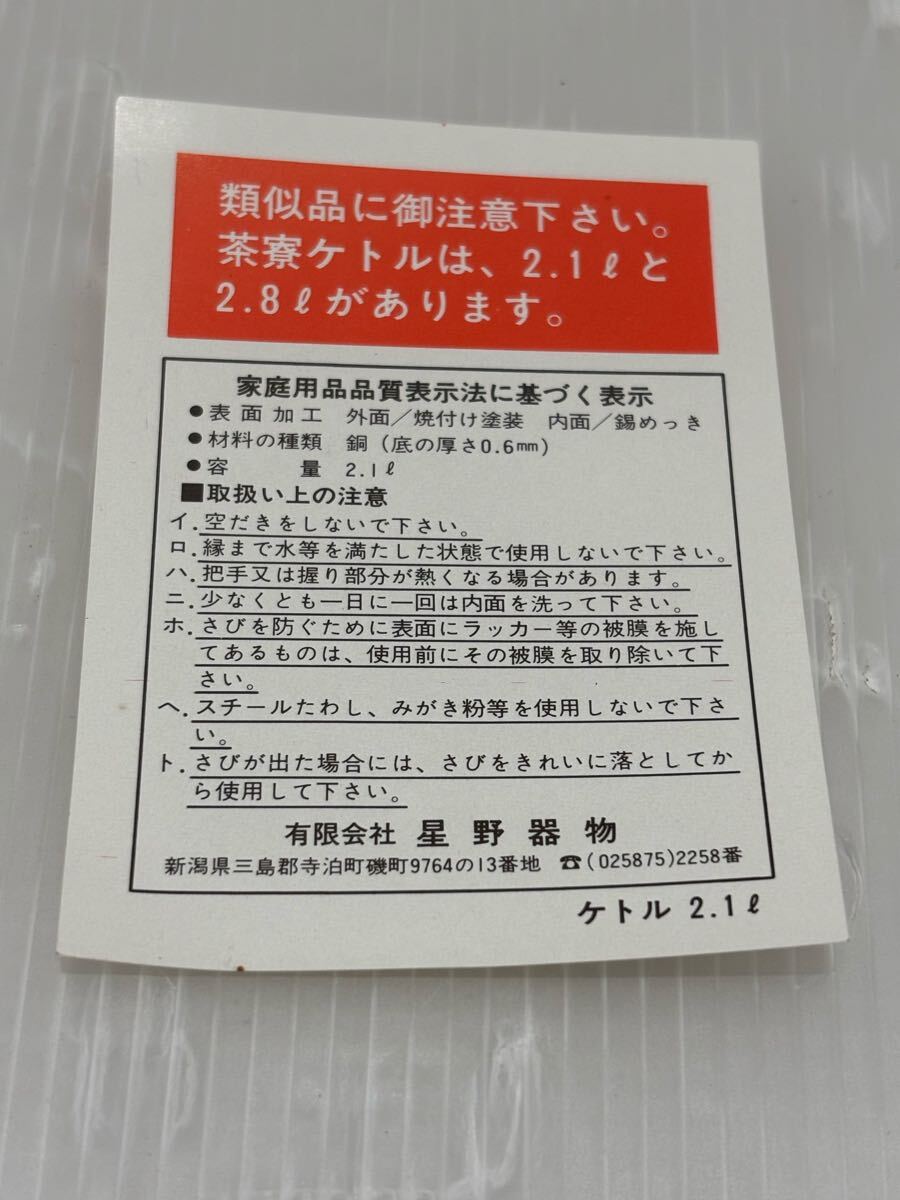 類似品に御注意下さい。
茶寮ケトルは、2.1ℓと
2.8ℓがあります。
家庭用品品質表示法に基づく表示
●表面加工 外面/焼付け塗装 内面/錫めっき
●材料の種類 銅(底の厚さ0.6mm)
●容量 2.1ℓ
■取扱い上の注意
イ.空だきをしないで下さい。
ロ.縁まで水等を満たした状態で使用しないで下さい。
ハ.把手又は握り部分が熱くなる場合があります。
ニ.少なくとも一日に一回は内面を洗って下さい。
ホ.さびを防ぐために表面にラッカー等の被膜を施し
てあるものは、使用前にその被膜を取り除いて下
さい。
ヘ.スチールたわし、みがき粉等を使用しないで下さ
い。
ト.さびが出た場合には、さびをきれいに落としてか
ら使用して下さい。
有限会社 星野器物
新潟県三島郡寺泊町磯町9764の13番地 ☎(025875)2258番
ケトル 2.1ℓ